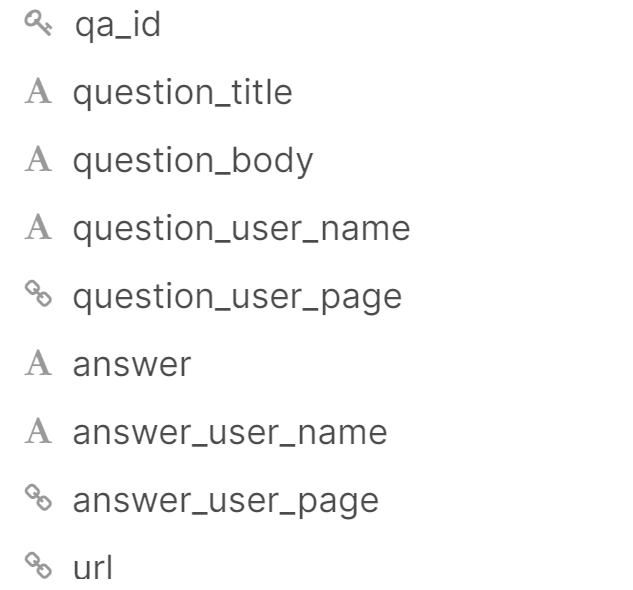 qa_id
question_title
question_body
question_user_name
question_user_page
answer
answer_user_name
answer_user_page
url